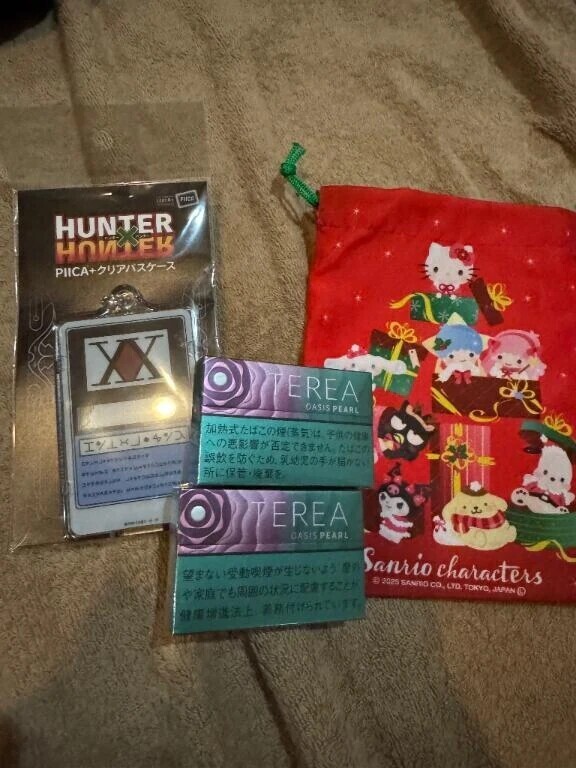 PIICA
HUNTER
×
HUNTER
PIICA+クリアパスケース
TEREA
OASIS PEARL
加熱式たばこの煙(蒸気)は、子供の健康
への悪影響が否定できません。たばこの
誤飲を防ぐため、乳幼児の手が届かない
所に保管・廃棄を。
TEREA
OASIS PEARL
望まない受動喫煙が生じないよう、屋外
や家庭でも周囲の状況に配慮することが
健康増進法上、義務付けられています。
Sanrio characters
© 2025 SANRIO CO., LTD. TOKYO, JAPAN Ⓛ